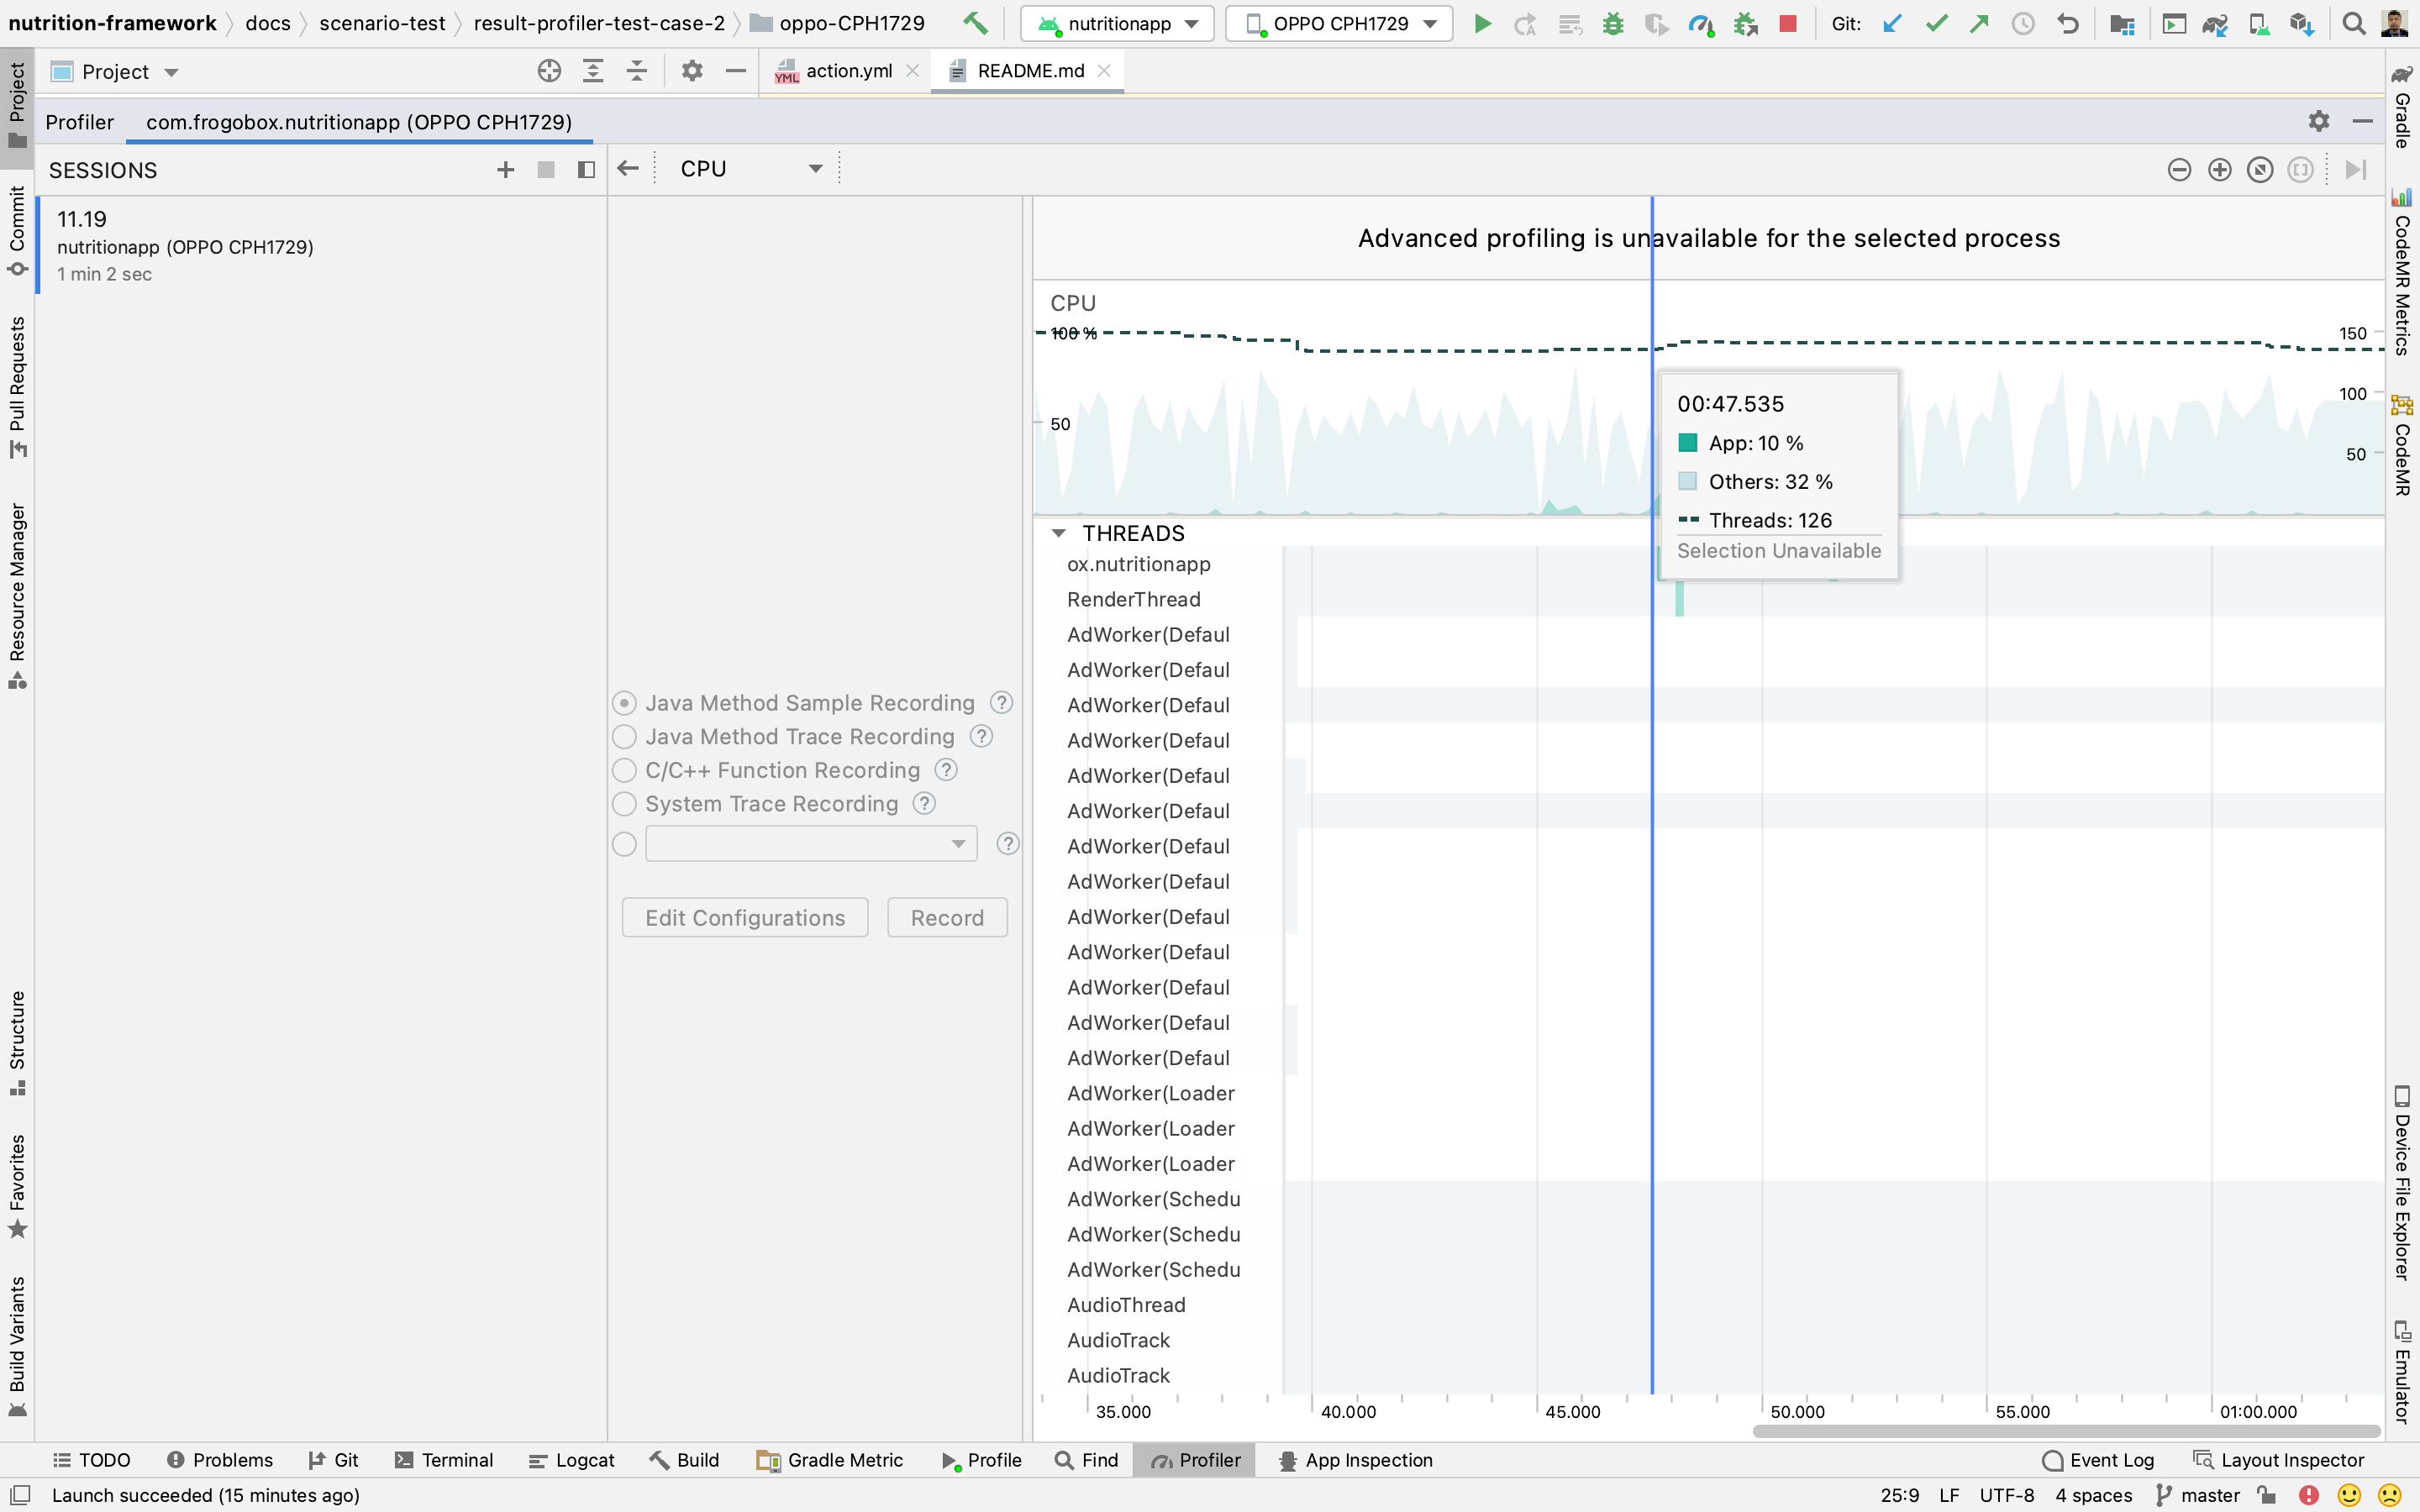 nutrition-framework docs scenario-test result-profiler-test-case-2 oppo-CPH1729 nutritionapp OPPO CPH1729 Git:
Project action.yml README.md
Profiler com.frogobox.nutritionapp (OPPO CPH1729)
SESSIONS CPU
11.19
nutritionapp (OPPO CPH1729)
1 min 2 sec
Advanced profiling is unavailable for the selected process
CPU
100 %
150
50
100
50
00:47.535
App: 10 %
Others: 32 %
Threads: 126
Selection Unavailable
THREADS
ox.nutritionapp
RenderThread
AdWorker(Defaul
AdWorker(Defaul
AdWorker(Defaul
AdWorker(Defaul
AdWorker(Defaul
AdWorker(Defaul
AdWorker(Defaul
AdWorker(Defaul
AdWorker(Defaul
AdWorker(Defaul
AdWorker(Defaul
AdWorker(Defaul
AdWorker(Defaul
AdWorker(Loader
AdWorker(Loader
AdWorker(Loader
AdWorker(Schedu
AdWorker(Schedu
AdWorker(Schedu
AudioThread
AudioTrack
AudioTrack
35.000 40.000 45.000 50.000 55.000 01:00.000
Java Method Sample Recording ?
Java Method Trace Recording ?
C/C++ Function Recording ?
System Trace Recording ?
?
Edit Configurations Record
Project
Commit
Pull Requests
Resource Manager
Structure
Favorites
Build Variants
Gradle
CodeMR Metrics
CodeMR
Device File Explorer
Emulator
TODO Problems Git Terminal Logcat Build Gradle Metric Profile Find Profiler App Inspection Event Log Layout Inspector
Launch succeeded (15 minutes ago) 25:9 LF UTF-8 4 spaces master